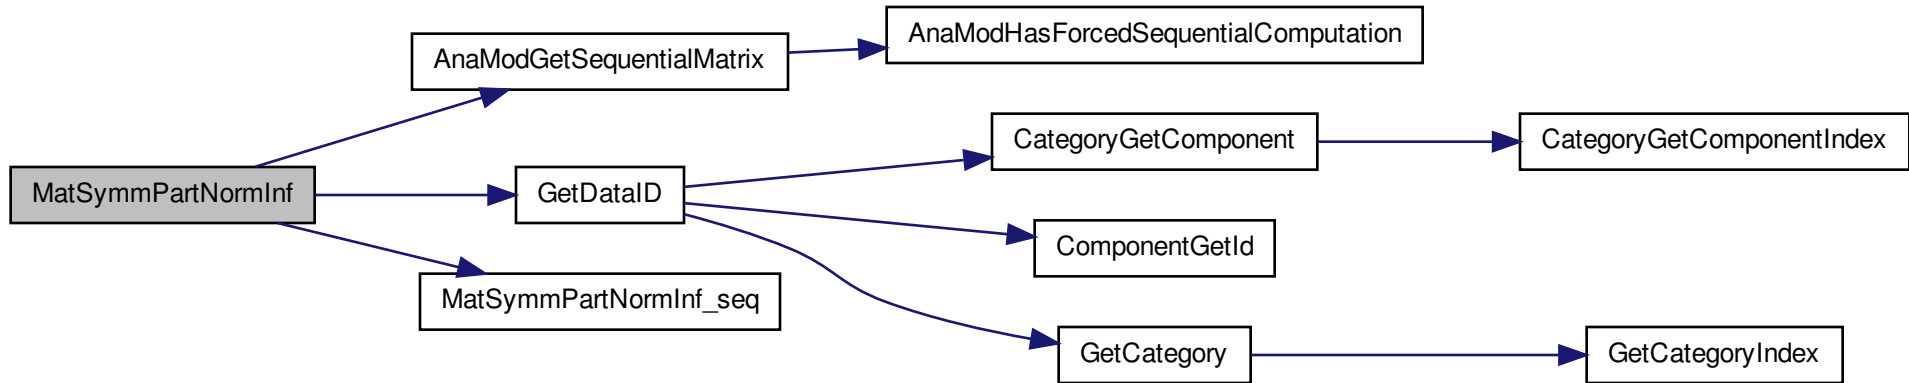 AnaModHasForcedSequentialComputation
AnaModGetSequentialMatrix
CategoryGetComponent
CategoryGetComponentIndex
MatSymmPartNormInf
GetDataID
ComponentGetId
MatSymmPartNormInf_seq
GetCategory
GetCategoryIndex